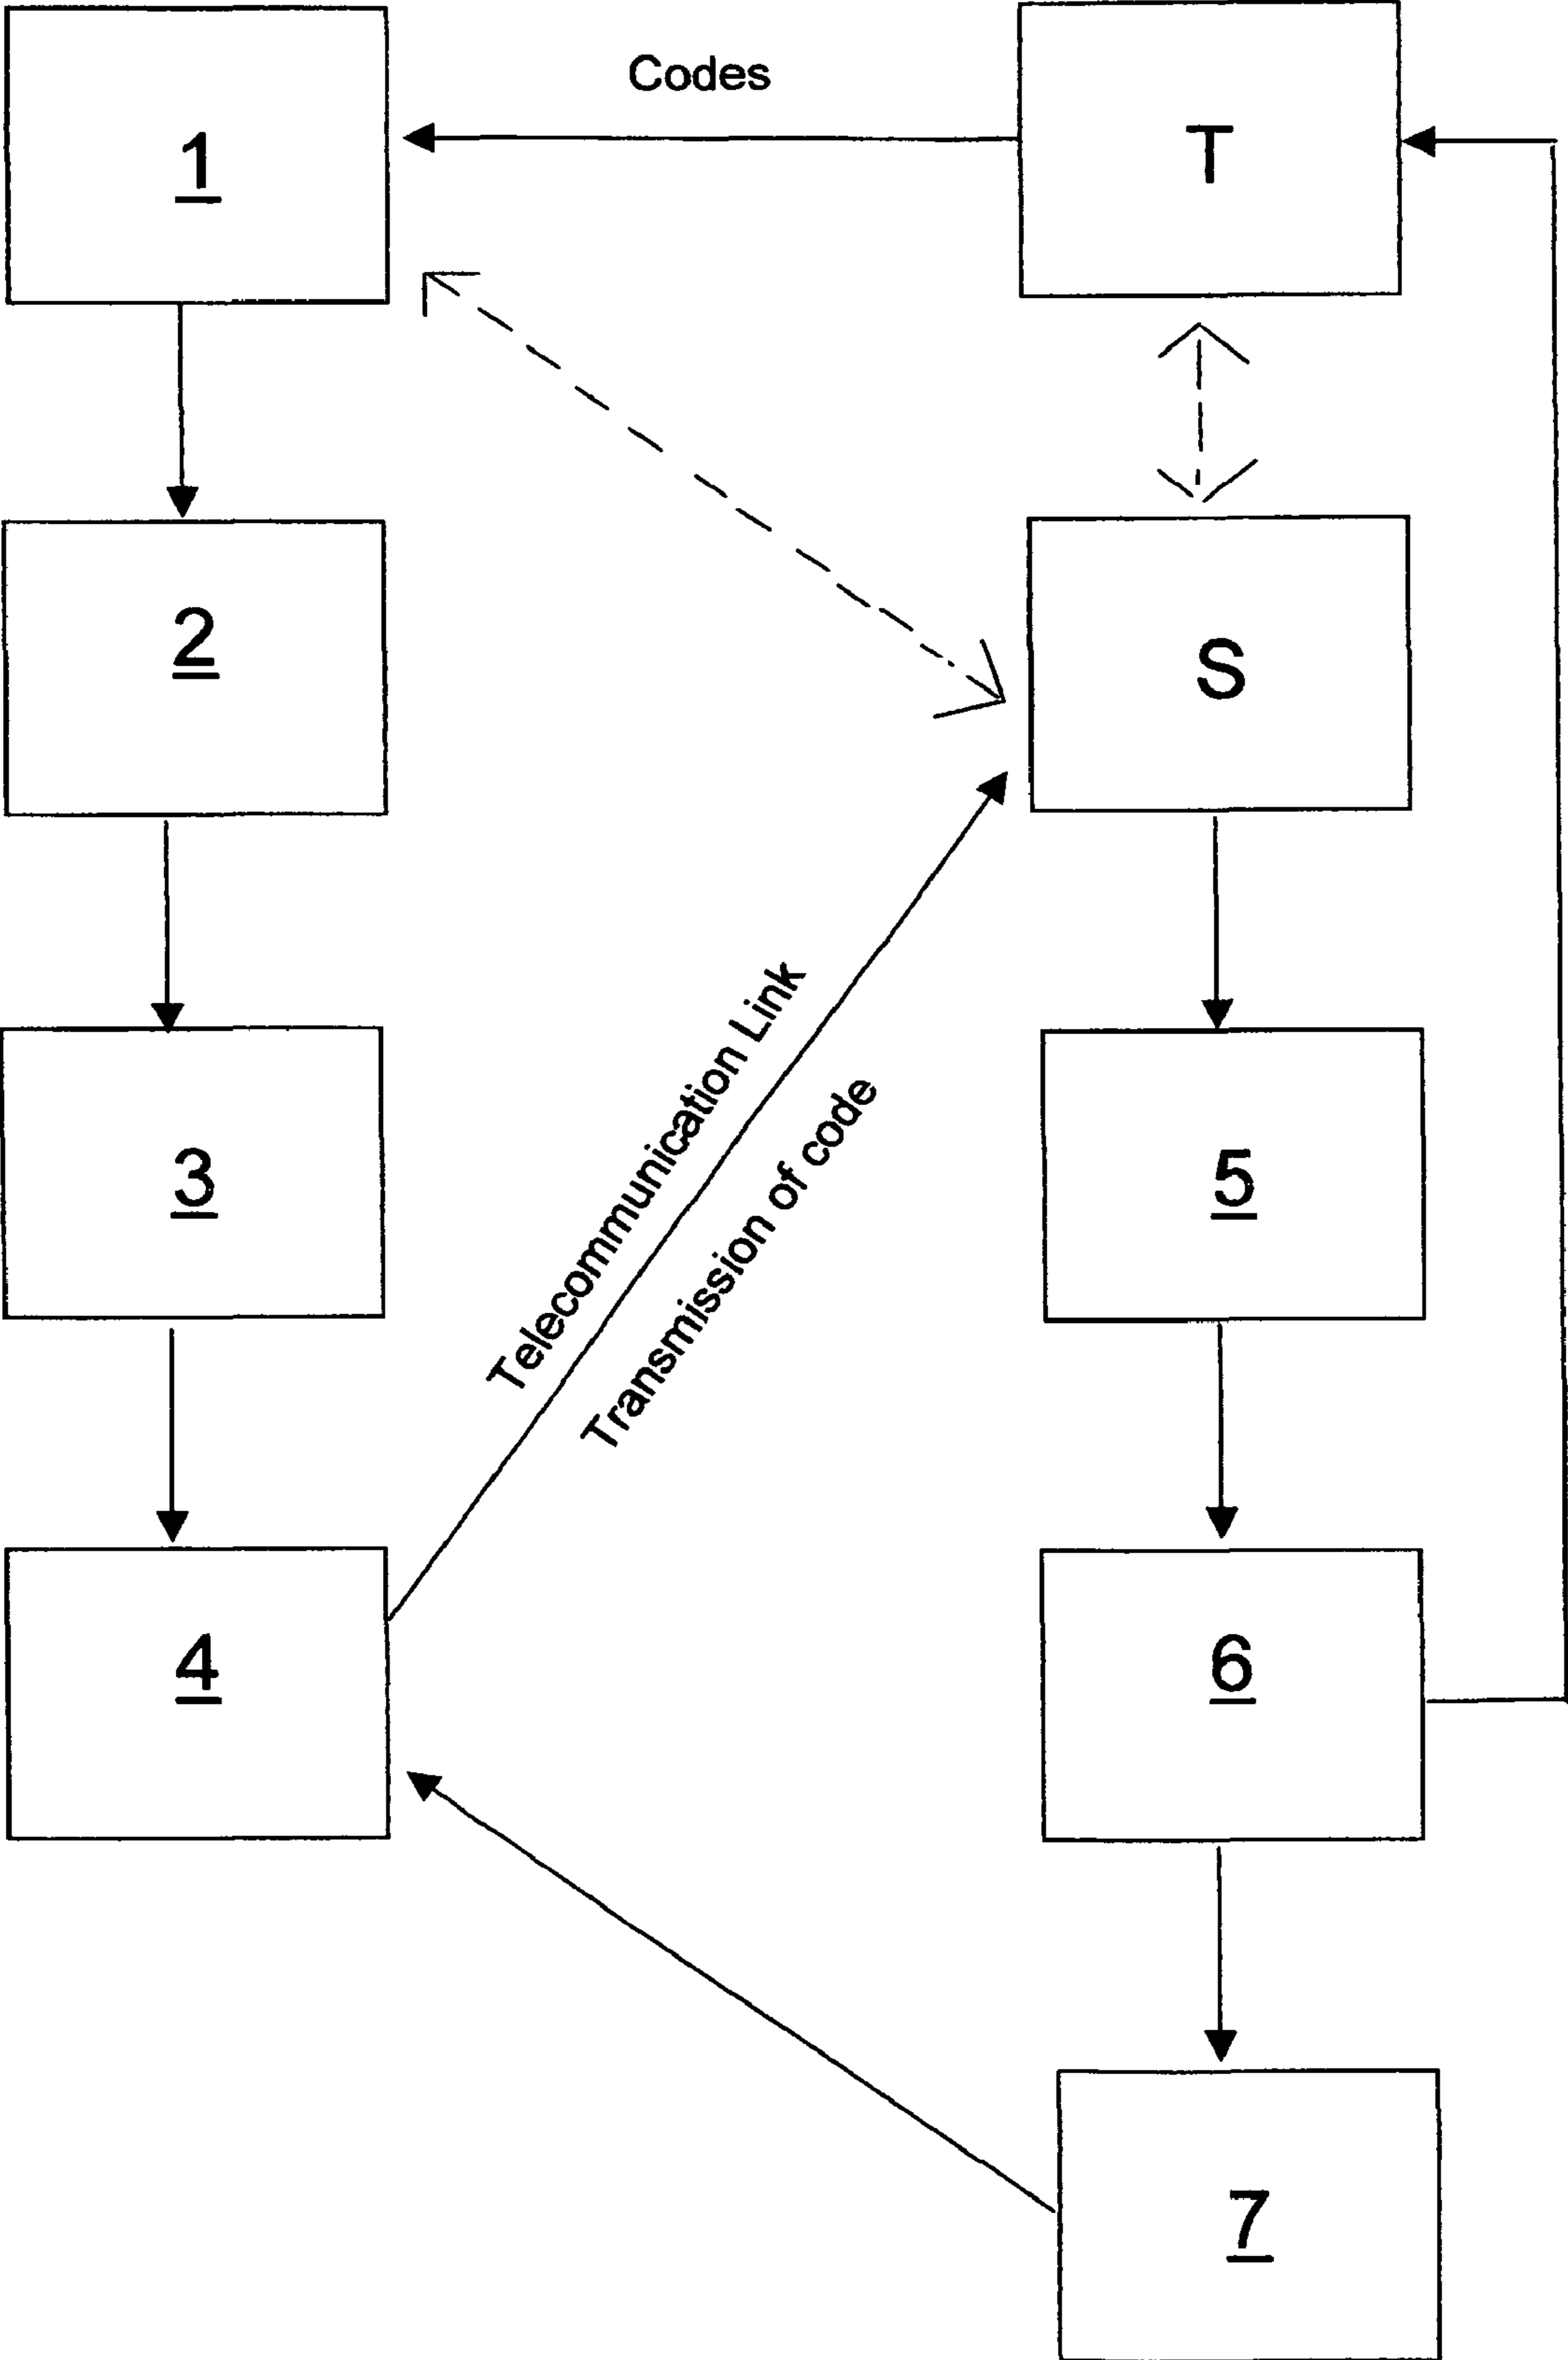 Codes
1
T
2
S
Telecommunication Link
Transmission of code
3
5
4
6
7